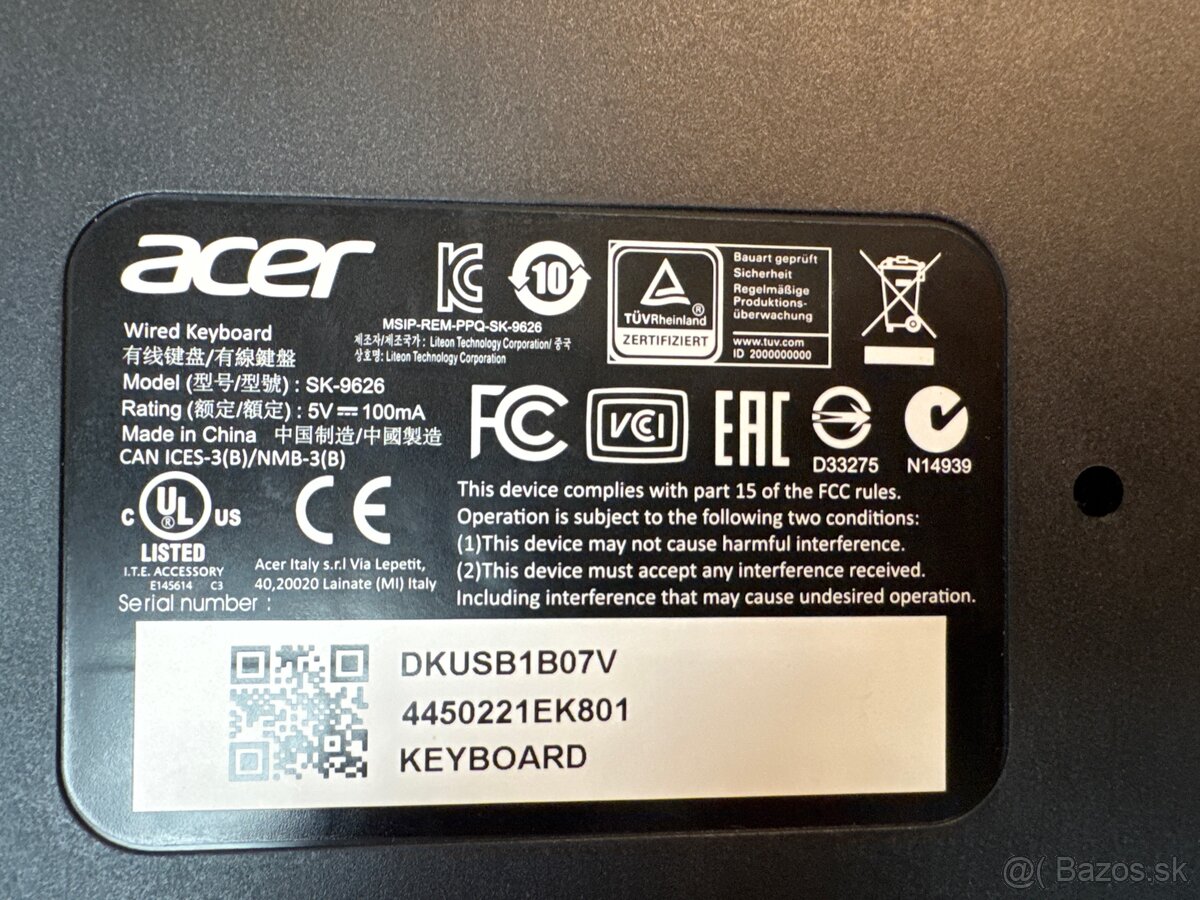 acer
Wired Keyboard
有线键盘/有線鍵盤
Model (型号/型號) : SK-9626
Rating (额定/額定) : 5V ⎓ 100mA
Made in China 中国制造/中國製造
CAN ICES-3(B)/NMB-3(B)
10
MSIP-REM-PPQ-SK-9626
제조자/제조국가: Liteon Technology Corporation/ 중국
상호명: Liteon Technology Corporation
TÜVRheinland®
ZERTIFIZIERT
Bauart geprüft
Sicherheit
Regelmäßige
Produktions-
überwachung
www.tuv.com
ID 2000000000
FC
VCI
EAC
D33275
N14939
C UL® US
LISTED
I.T.E. ACCESSORY
E145614 C3
CE
Acer Italy s.r.l Via Lepetit,
40,20020 Lainate (MI) Italy
This device complies with part 15 of the FCC rules.
Operation is subject to the following two conditions:
(1)This device may not cause harmful interference.
(2)This device must accept any interference received.
Including interference that may cause undesired operation.
Serial number :
DKUSB1B07V
4450221EK801
KEYBOARD
@( Bazos.sk